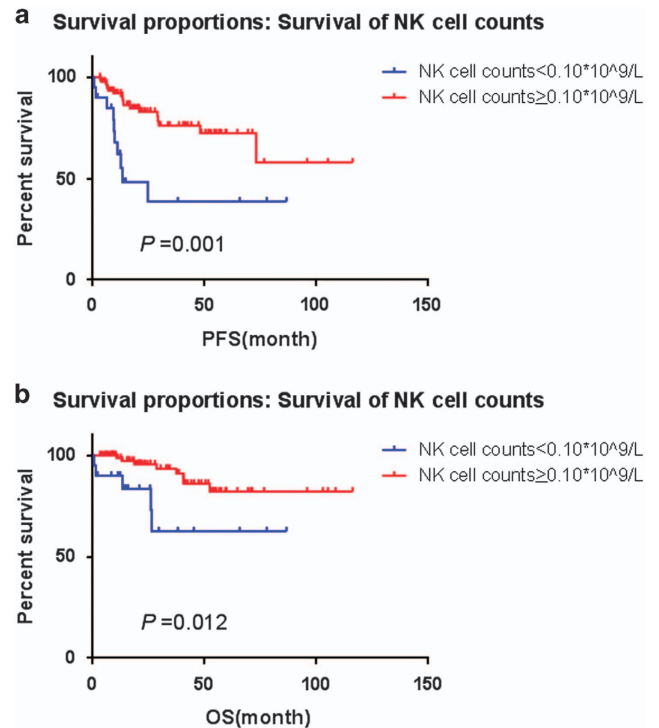 a
Survival proportions: Survival of NK cell counts
NK cell counts<0.10*10^9/L
NK cell counts≥0.10*10^9/L
Percent survival
100
50
0
P =0.001
0 50 100 150
PFS(month)
b
Survival proportions: Survival of NK cell counts
NK cell counts<0.10*10^9/L
NK cell counts≥0.10*10^9/L
Percent survival
100
50
0
P =0.012
0 50 100 150
OS(month)